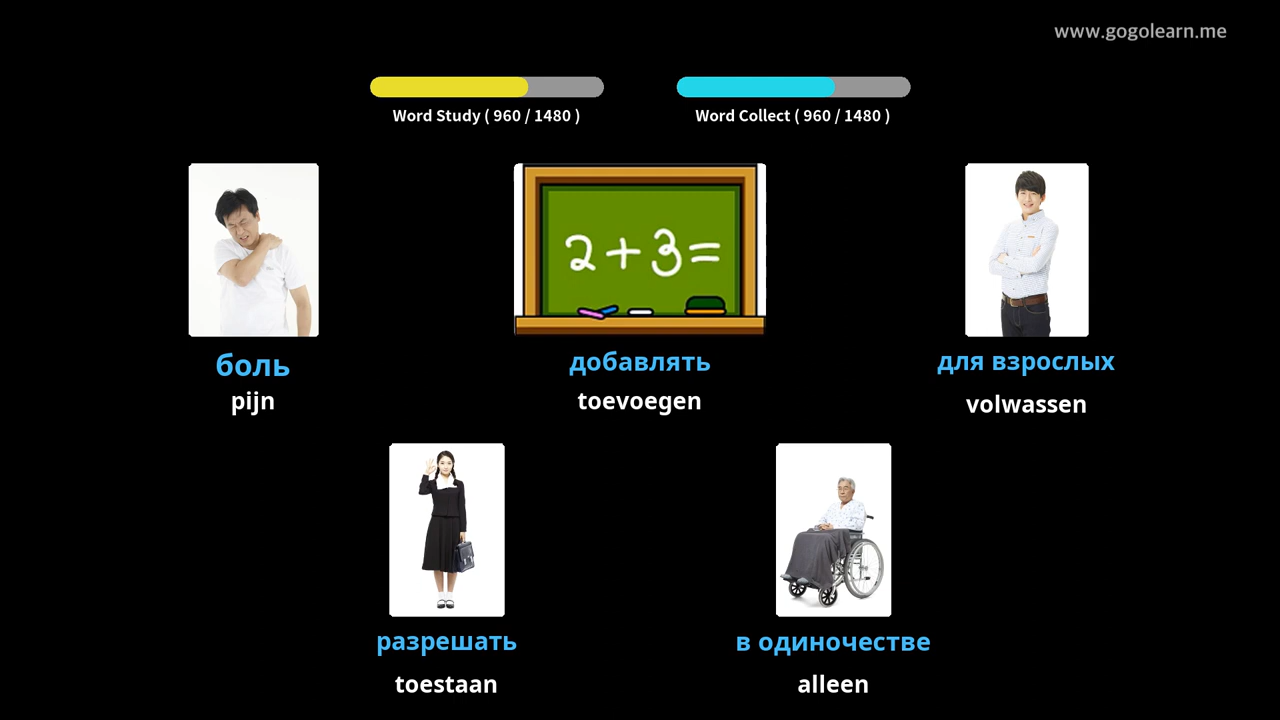 www.gogolearn.me
Word Study ( 960 / 1480 )
Word Collect ( 960 / 1480 )
2+3=
боль
добавлять
для взрослых
pijn
toevoegen
volwassen
разрешать
в одиночестве
toestaan
alleen